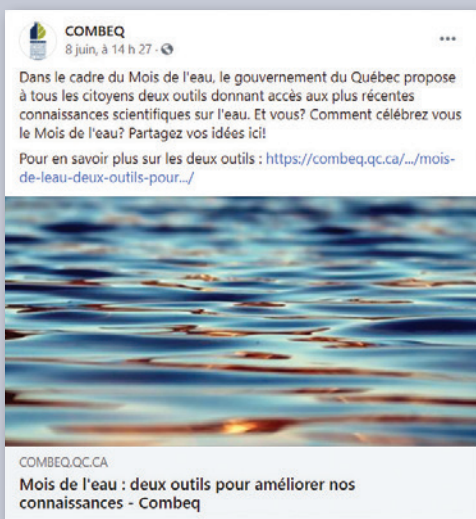 COMBEQ
8 juin, à 14 h 27 ·
Dans le cadre du Mois de l'eau, le gouvernement du Québec propose
à tous les citoyens deux outils donnant accès aux plus récentes
connaissances scientifiques sur l'eau. Et vous? Comment célébrez vous
le Mois de l'eau? Partagez vos idées ici!
Pour en savoir plus sur les deux outils : https://combeq.qc.ca/.../mois-
de-leau-deux-outils-pour.../
COMBEQ.QC.CA
Mois de l'eau : deux outils pour améliorer nos
connaissances - Combeq